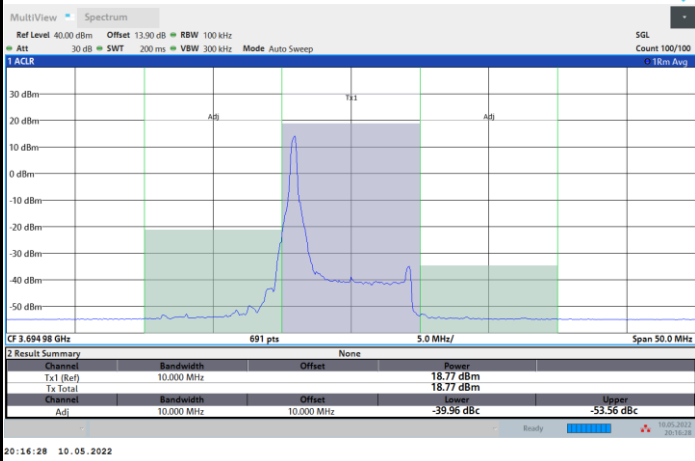 MultiView Spectrum
Ref Level 40.00 dBm Offset 13.90 dB RBW 100 kHz SGL
Att 30 dB SWT 200 ms VBW 300 kHz Mode Auto Sweep Count 100/100
1 ACLR 1Rm Avg
30 dBm
Tx1
20 dBm
Adj Adj
10 dBm
0 dBm
-10 dBm
-20 dBm
-30 dBm
-40 dBm
-50 dBm
CF 3.694 98 GHz 691 pts 5.0 MHz/ Span 50.0 MHz
2 Result Summary None
Channel Bandwidth Offset Power
Tx1 (Ref) 10.000 MHz 18.77 dBm
Tx Total 18.77 dBm
Channel Bandwidth Offset Lower Upper
Adj 10.000 MHz 10.000 MHz -39.96 dBc -53.56 dBc
Ready 10.05.2022
20:16:28
20:16:28 10.05.2022